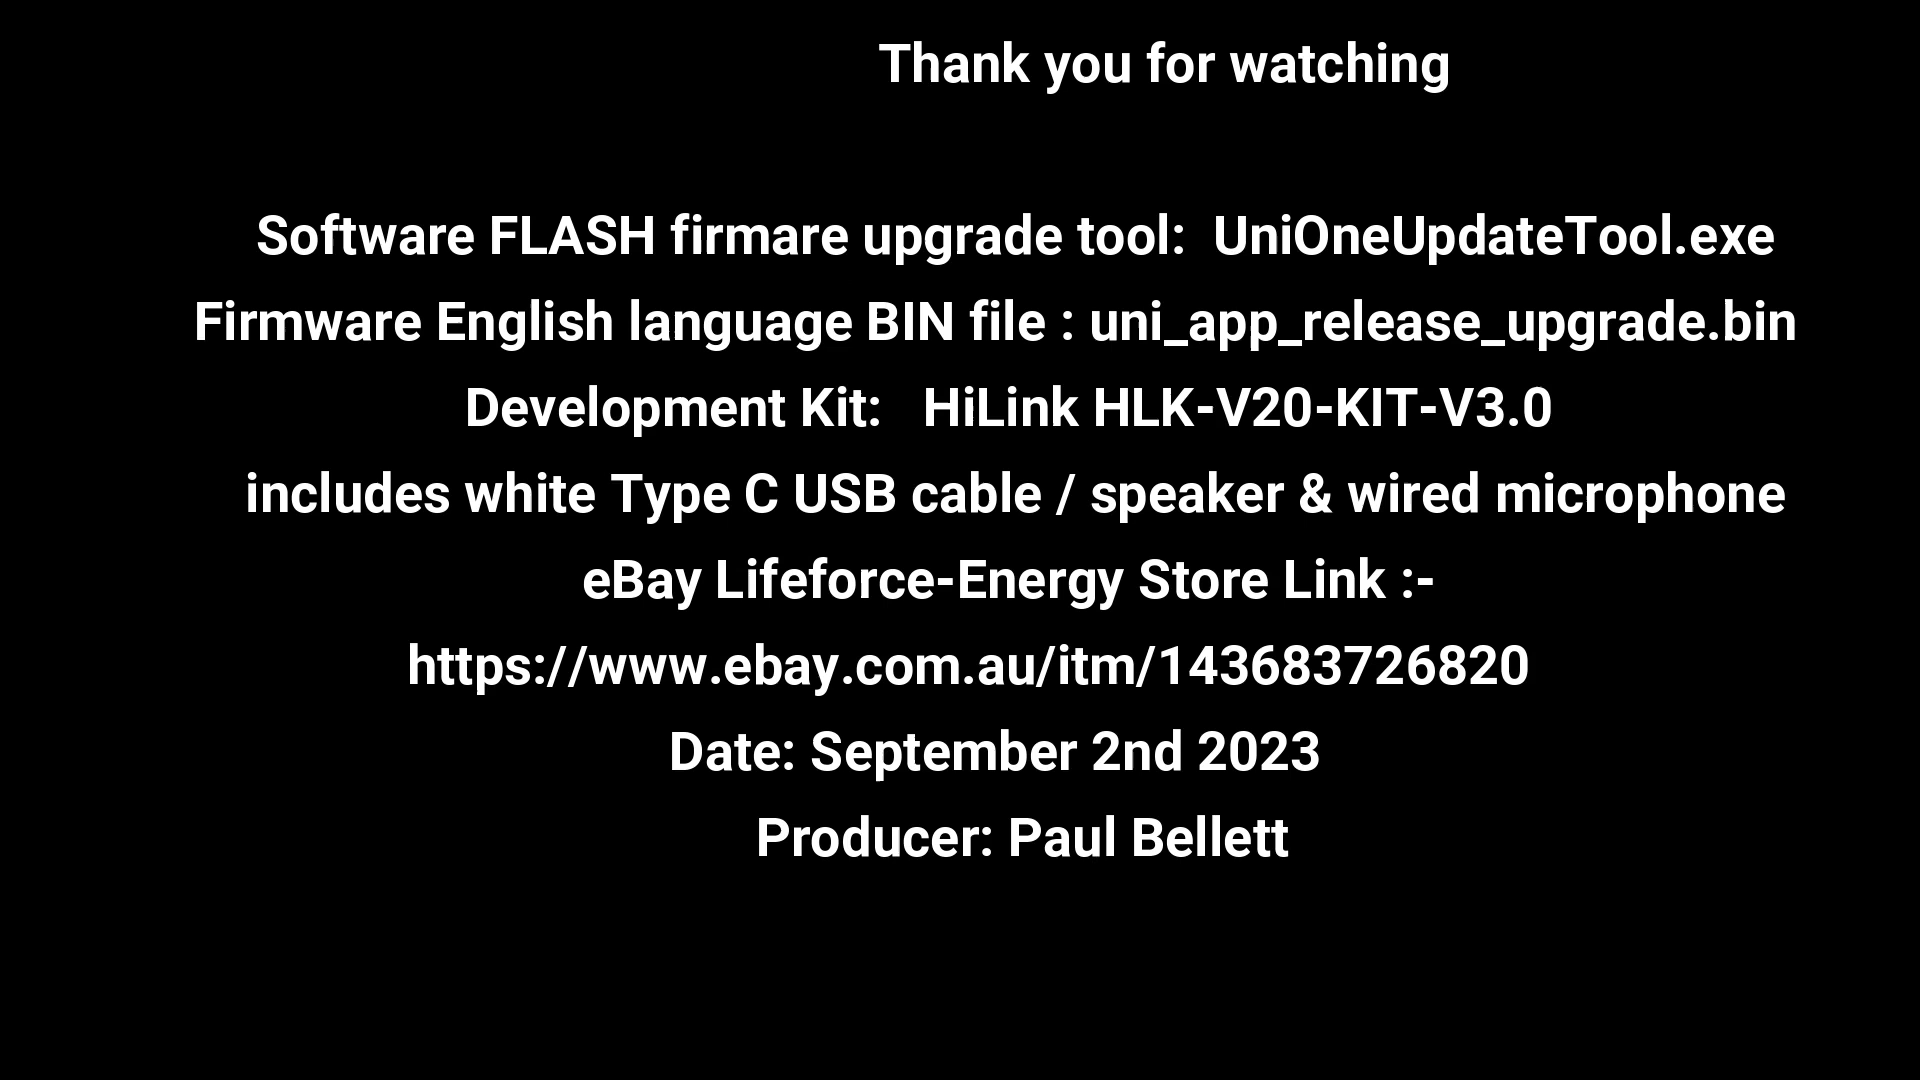 Thank you for watching
Software FLASH firmare upgrade tool:  UniOneUpdateTool.exe
Firmware English language BIN file : uni_app_release_upgrade.bin
Development Kit:   HiLink HLK-V20-KIT-V3.0
includes white Type C USB cable / speaker & wired microphone
eBay Lifeforce-Energy Store Link :-
https://www.ebay.com.au/itm/143683726820
Date: September 2nd 2023
Producer: Paul Bellett